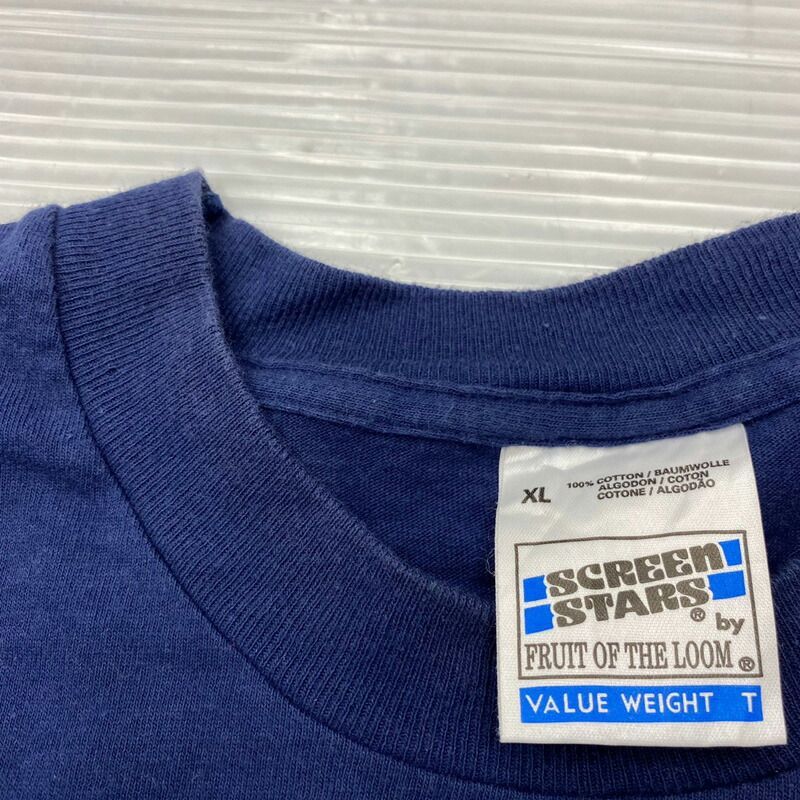 XL
100% COTTON / BAUMWOLLE
ALGODON / COTON
COTONE / ALGODÃO
SCREEN
STARS® by
FRUIT OF THE LOOM®
VALUE WEIGHT T